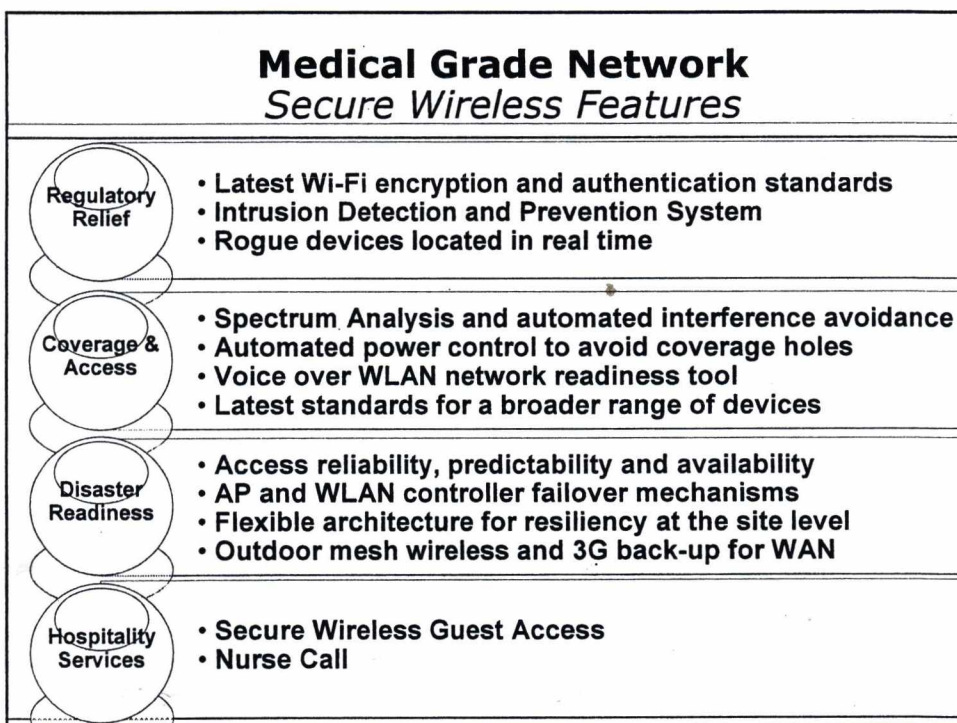 Medical Grade Network
Secure Wireless Features
Regulatory
Relief
• Latest Wi-Fi encryption and authentication standards
• Intrusion Detection and Prevention System
• Rogue devices located in real time
Coverage &
Access
• Spectrum Analysis and automated interference avoidance
• Automated power control to avoid coverage holes
• Voice over WLAN network readiness tool
• Latest standards for a broader range of devices
Disaster
Readiness
• Access reliability, predictability and availability
• AP and WLAN controller failover mechanisms
• Flexible architecture for resiliency at the site level
• Outdoor mesh wireless and 3G back-up for WAN
Hospitality
Services
• Secure Wireless Guest Access
• Nurse Call